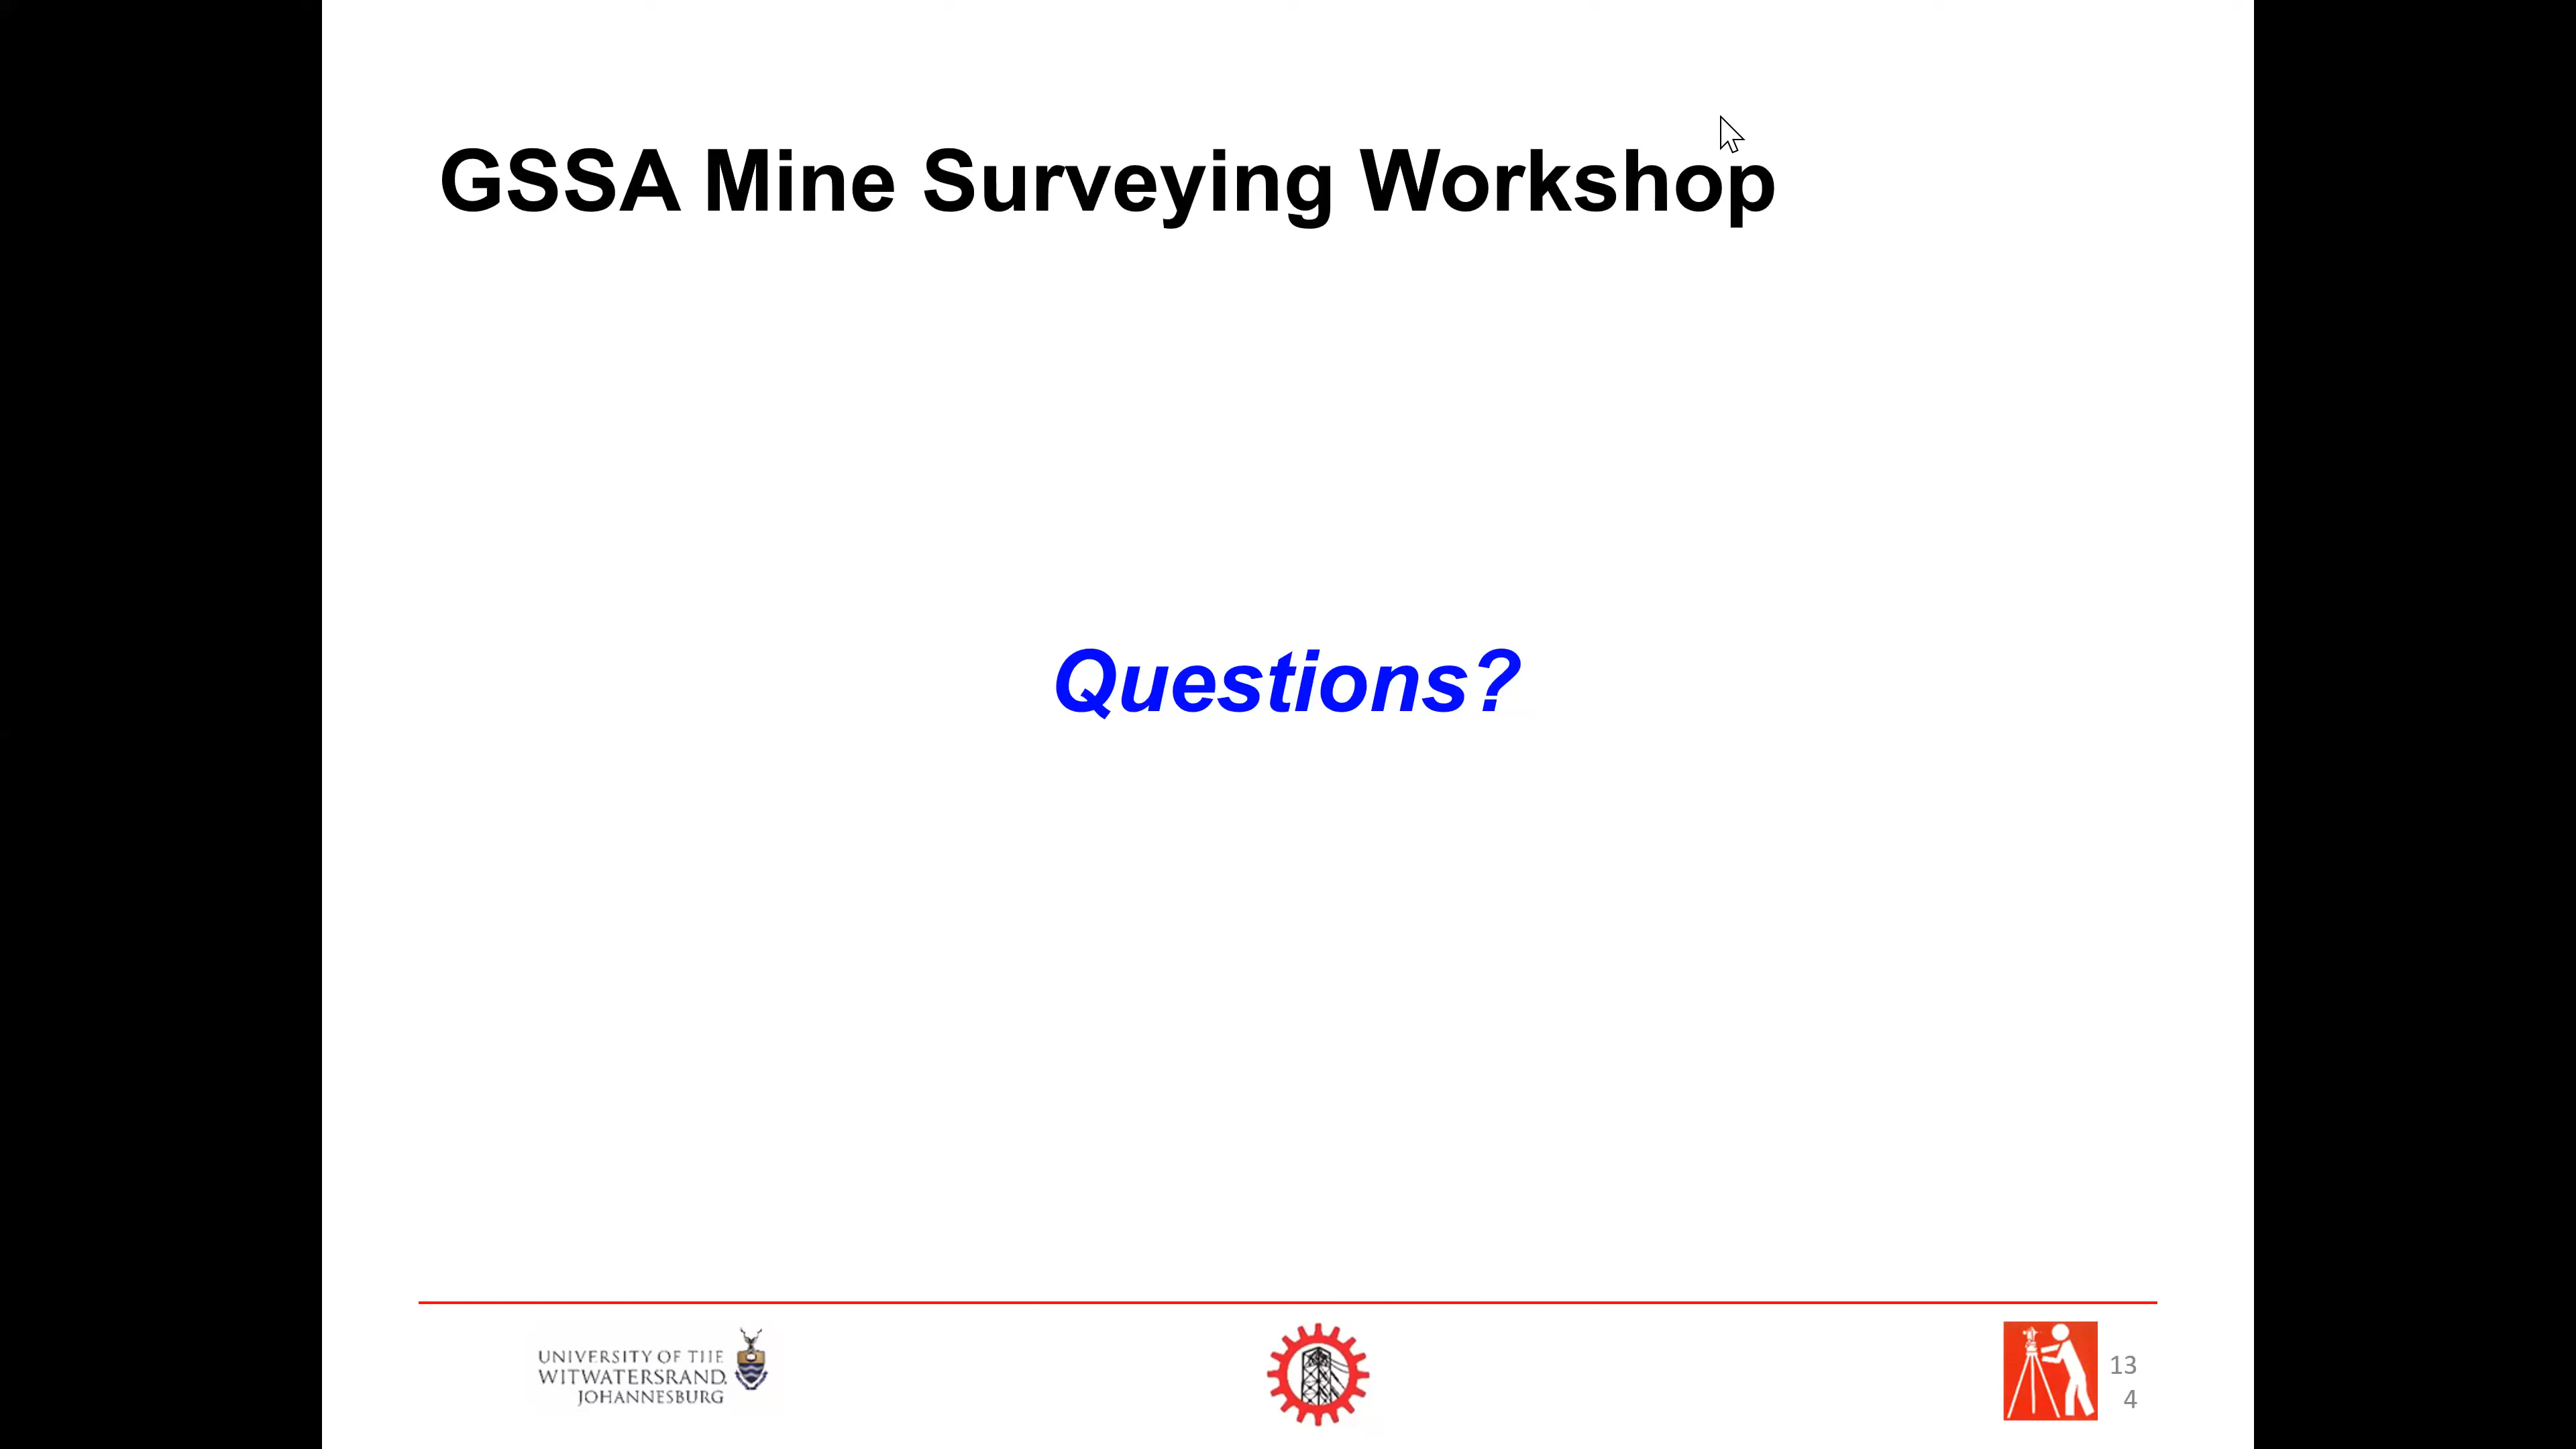 GSSA Mine Surveying Workshop
Questions?
UNIVERSITY OF THE
WITWATERSRAND,
JOHANNESBURG
13
4